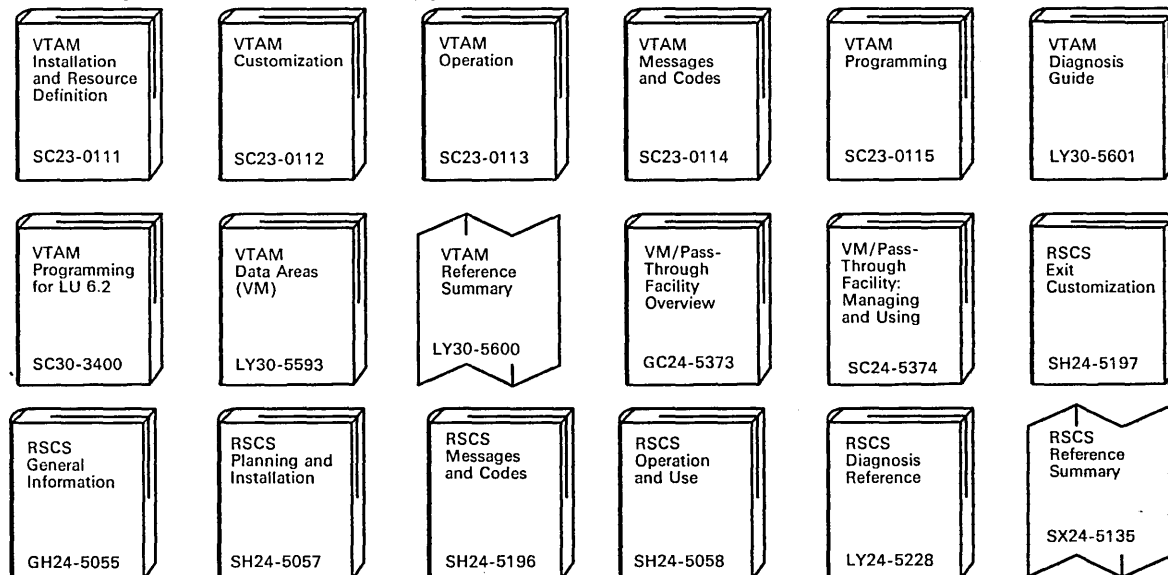 VTAM
Installation
and Resource
Definition
SC23-0111
VTAM
Customization
SC23-0112
VTAM
Operation
SC23-0113
VTAM
Messages
and Codes
SC23-0114
VTAM
Programming
SC23-0115
VTAM
Diagnosis
Guide
LY30-5601
VTAM
Programming
for LU 6.2
SC30-3400
VTAM
Data Areas
(VM)
LY30-5593
VTAM
Reference
Summary
LY30-5600
VM/Pass-
Through
Facility
Overview
GC24-5373
VM/Pass-
Through
Facility:
Managing
and Using
SC24-5374
RSCS
Exit
Customization
SH24-5197
RSCS
General
Information
GH24-5055
RSCS
Planning and
Installation
SH24-5057
RSCS
Messages
and Codes
SH24-5196
RSCS
Operation
and Use
SH24-5058
RSCS
Diagnosis
Reference
LY24-5228
RSCS
Reference
Summary
SX24-5135